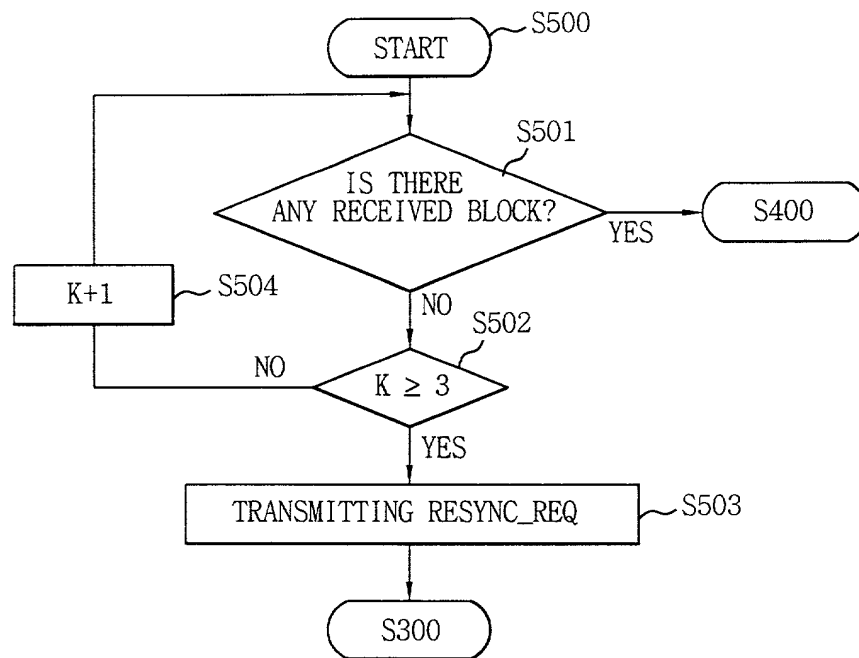 START
S500
S501
IS THERE
ANY RECEIVED BLOCK?
YES
S400
K+1
S504
NO
S502
NO
K ≥ 3
YES
TRANSMITTING RESYNC_REQ
S503
S300